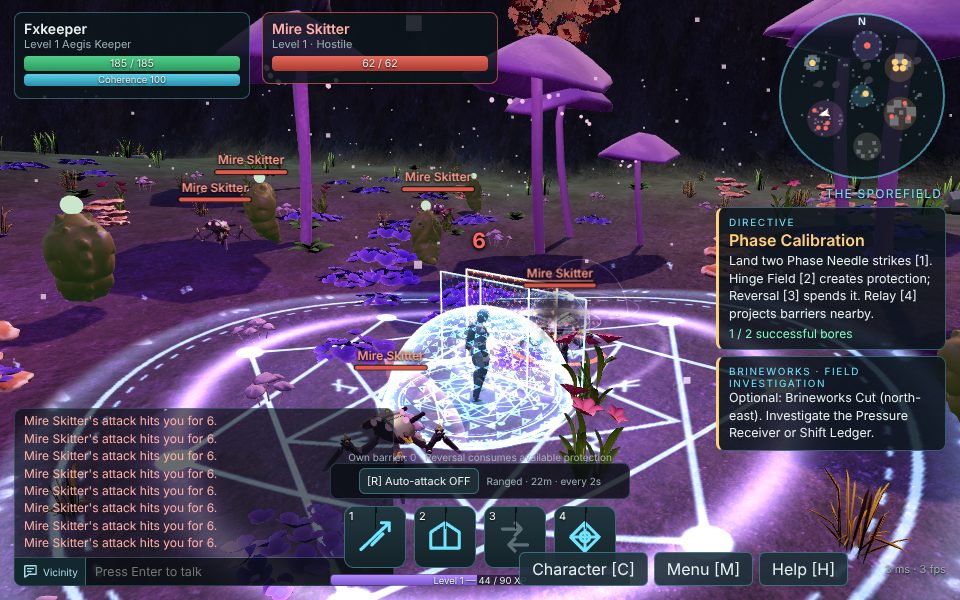 Fxkeeper
Level 1 Aegis Keeper
185 / 185
Coherence 100
Mire Skitter
Level 1 · Hostile
62 / 62
N
THE SPOREFIELD
DIRECTIVE
Phase Calibration
Land two Phase Needle strikes [1].
Hinge Field [2] creates protection;
Reversal [3] spends it. Relay [4]
projects barriers nearby.
1 / 2 successful bores
BRINEWORKS · FIELD
INVESTIGATION
Optional: Brineworks Cut (north-
east). Investigate the Pressure
Receiver or Shift Ledger.
Mire Skitter
Mire Skitter
Mire Skitter
6
Mire Skitter
Mire Skitter
Mire Skitter's attack hits you for 6.
Mire Skitter's attack hits you for 6.
Mire Skitter's attack hits you for 6.
Mire Skitter's attack hits you for 6.
Mire Skitter's attack hits you for 6.
Mire Skitter's attack hits you for 6.
Mire Skitter's attack hits you for 6.
Mire Skitter's attack hits you for 6.
Vicinity
Press Enter to talk
Own barrier: 0 · Reversal consumes available protection
[R] Auto-attack OFF
Ranged · 22m · every 2s
1
2
3
4
Level 1 — 44 / 90 XP
Character [C]
Menu [M]
Help [H]
ms · 3 fps